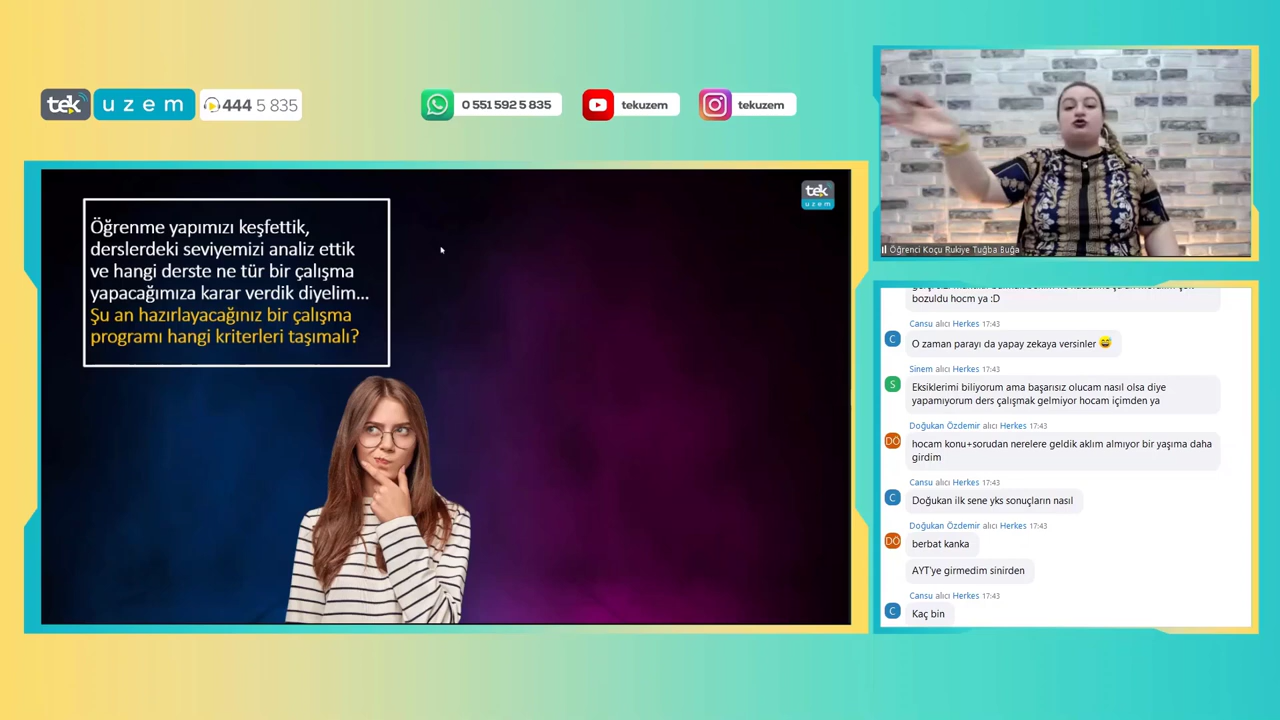 tek
uzem
444 5 835
0 551 592 5 835
tekuzem
tekuzem
tek
uzem
Öğrenme yapımızı keşfettik,
derslerdeki seviyemizi analiz ettik
ve hangi derste ne tür bir çalışma
yapacağımıza karar verdik diyelim...
Şu an hazırlayacağınız bir çalışma
programı hangi kriterleri taşımalı?
Öğrenci Koçu Rukiye Tuğba Buğa
bozuldu hocm ya :D
Cansu alıcı Herkes 17:43
C
O zaman parayı da yapay zekaya versinler 😅
Sinem alıcı Herkes 17:43
S
Eksiklerimi biliyorum ama başarısız olucam nasıl olsa diye
yapamıyorum ders çalışmak gelmiyor hocam içimden ya
Doğukan Özdemir alıcı Herkes 17:43
DÖ
hocam konu+sorudan nerelere geldik aklım almıyor bir yaşıma daha
girdim
Cansu alıcı Herkes 17:43
C
Doğukan ilk sene yks sonuçların nasıl
Doğukan Özdemir alıcı Herkes 17:43
DÖ
berbat kanka
AYT'ye girmedim sinirden
Cansu alıcı Herkes 17:43
C
Kaç bin